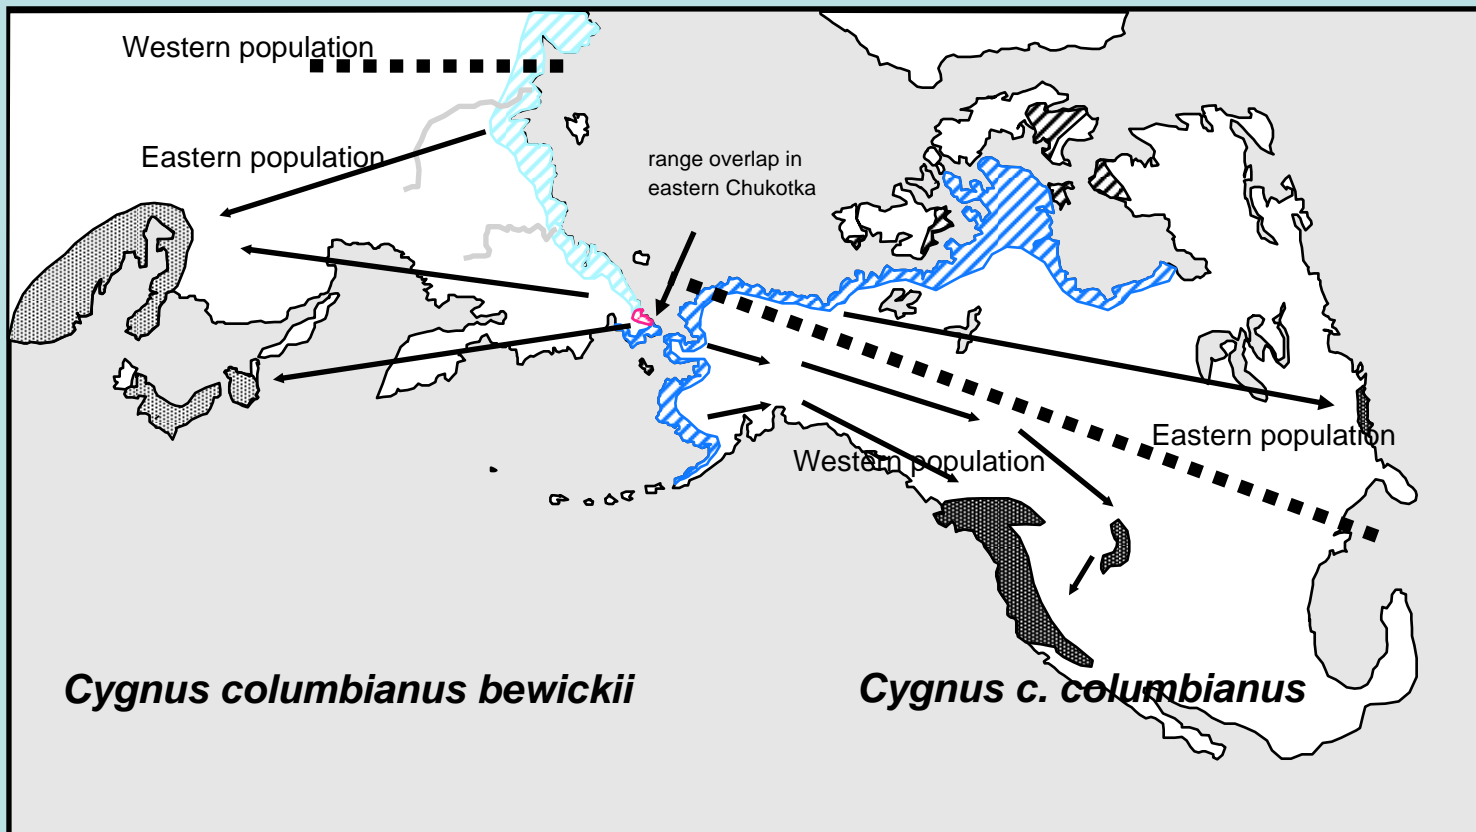 Western population
Eastern population
range overlap in
eastern Chukotka
Eastern population
Western population
Cygnus columbianus bewickii
Cygnus c. columbianus